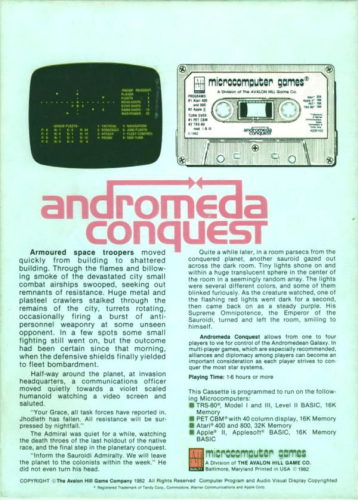 microcomputer games®
A Division of THE AVALON HILL Game Co.
andromeda
conquest
andromeda
conquest
Armoured space troopers moved
quickly from building to shattered
building. Through the flames and billow-
ing smoke of the devastated city small
combat airships swooped, seeking out
remnants of resistance. Huge metal and
plasteel crawlers stalked through the
remains of the city, turrets rotating,
occasionally firing a burst of anti-
personnel weaponry at some unseen
opponent. In a few spots some small
fighting still went on, but the outcome
had been certain since that morning,
when the defensive shields finally yielded
to fleet bombardment.
Half-way around the planet, at invasion
headquarters, a communications officer
moved quietly towards a violet scaled
humanoid watching a video screen and
saluted.
"Your Grace, all task forces have reported in.
Jhodieth has fallen. All resistance will be sur-
pressed by nightfall."
The Admiral was quiet for a while, watching
the death throes of the last holdout of the native
race, and the final step in the planetary conquest.
"Inform the Sauroidi Admiralty. We will leave
the planet to the colonists within the week." He
did not even turn his head.
Quite a while later, in a room parsecs from the
conquered planet, another sauroid gazed out
across the dark room. Tiny lights shone on and
within a huge translucent sphere in the center of
the room in a seemingly random array. The lights
were several different colors, and some of them
blinked furiously. As the creature watched, one of
the flashing red lights went dark for a second,
then came back on as a steady purple. His
Supreme Omnipotence, the Emperor of the
Sauroidi, turned and left the room, smiling to
himself.
Andromeda Conquest allows from one to four
players to vie for control of the Andromedean Galaxy. In
multi-player games, which are especially recommended,
alliances and diplomacy among players can become an
important consideration as each player strives to con-
quer the most star systems.
Playing Time: 1-6 hours or more
This Cassette is programmed to run on the follow-
ing Microcomputers:
TRS-80®, Model I and III, Level II BASIC, 16K
Memory
PET CBM® with 40 column display, 16K Memory
Atari® 400 and 800, 32K Memory
Apple® II, Applesoft® BASIC, 16K Memory
BASIC
microcomputer games
A Division of THE AVALON HILL GAME CO.
Baltimore, Maryland Printed in USA © 1982
COPYRIGHT © The Avalon Hill Game Company 1982 All Rights Reserved Computer Program and Audio Visual Display Copyrighted
® Registered Trademark of Tandy Corp., Commodore, Warner Communications and Apple Corp.